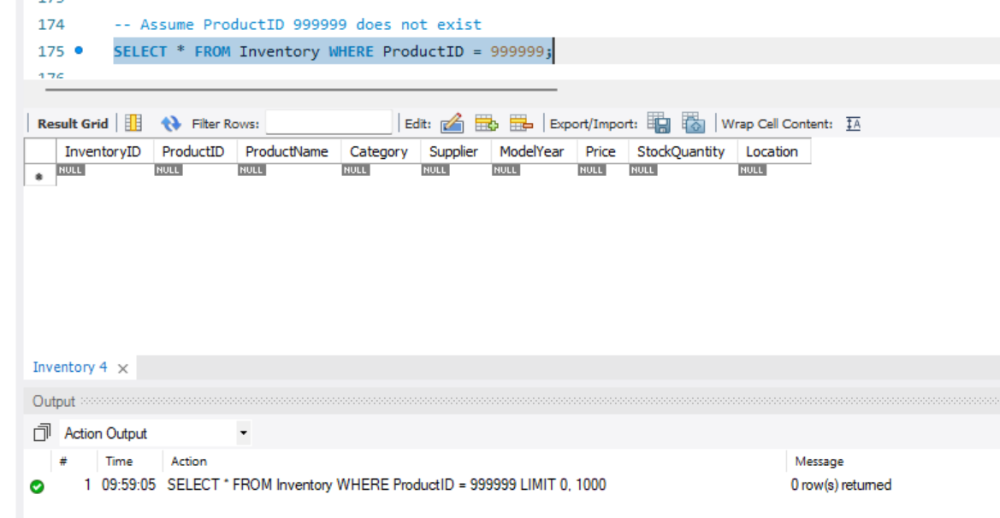 174 -- Assume ProductID 999999 does not exist
175 SELECT * FROM Inventory WHERE ProductID = 999999;
Result Grid Filter Rows: Edit: Export/Import: Wrap Cell Content: IA
InventoryID ProductID ProductName Category Supplier ModelYear Price StockQuantity Location
NULL NULL NULL NULL NULL NULL NULL NULL NULL
Inventory 4
Output
Action Output
# Time Action Message
1 09:59:05 SELECT * FROM Inventory WHERE ProductID = 999999 LIMIT 0, 1000 0 row(s) returned